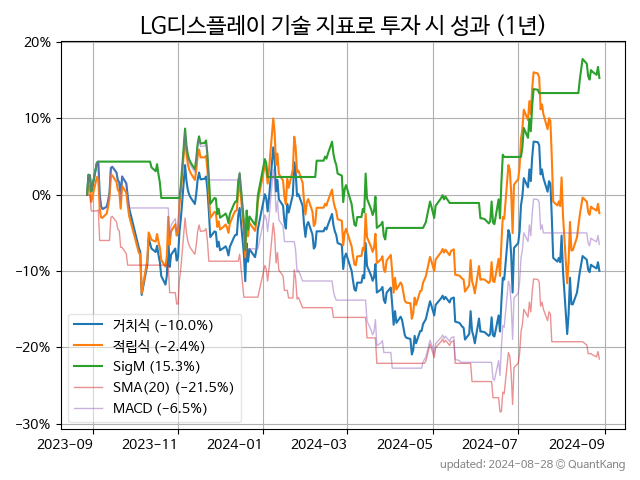 LG디스플레이 기술 지표로 투자 시 성과 (1년)
20%
10%
0%
−10%
−20%
−30%
거치식 (−10.0%)
적립식 (−2.4%)
SigM (15.3%)
SMA(20) (−21.5%)
MACD (−6.5%)
2023-09 2023-11 2024-01 2024-03 2024-05 2024-07 2024-09
updated: 2024-08-28 © QuantKang